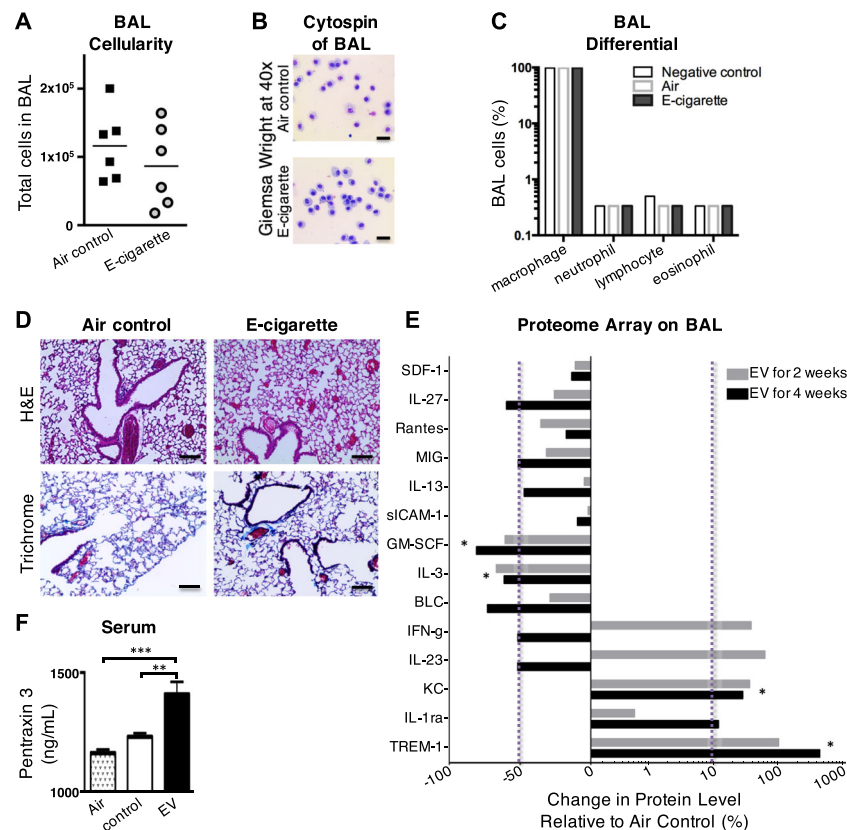 A
BAL
Cellularity
Total cells in BAL
2x10⁵
1x10⁵
0
Air control
E-cigarette
B
Cytospin
of BAL
Giemsa Wright at 40x
Air control
E-cigarette
C
BAL
Differential
BAL cells (%)
100
10
1
0.1
Negative control
Air
E-cigarette
macrophage
neutrophil
lymphocyte
eosinophil
D
Air control
E-cigarette
H&E
Trichrome
E
Proteome Array on BAL
EV for 2 weeks
EV for 4 weeks
SDF-1
IL-27
Rantes
MIG
IL-13
sICAM-1
GM-SCF
*
IL-3
*
BLC
IFN-g
IL-23
KC
*
IL-1ra
TREM-1
*
-100
-50
0
1
10
100
1000
Change in Protein Level
Relative to Air Control (%)
F
Serum
***
**
Pentraxin 3
(ng/mL)
1500
1000
Air
control
EV